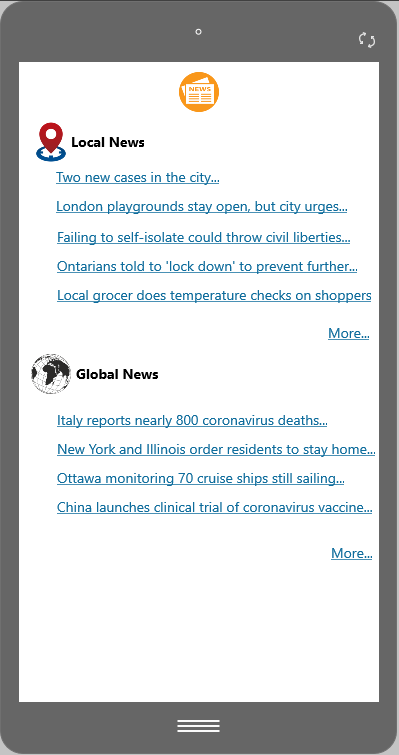 NEWS
Local News
Two new cases in the city...
London playgrounds stay open, but city urges...
Failing to self-isolate could throw civil liberties...
Ontarians told to 'lock down' to prevent further...
Local grocer does temperature checks on shoppers
More...
Global News
Italy reports nearly 800 coronavirus deaths...
New York and Illinois order residents to stay home...
Ottawa monitoring 70 cruise ships still sailing...
China launches clinical trial of coronavirus vaccine...
More...